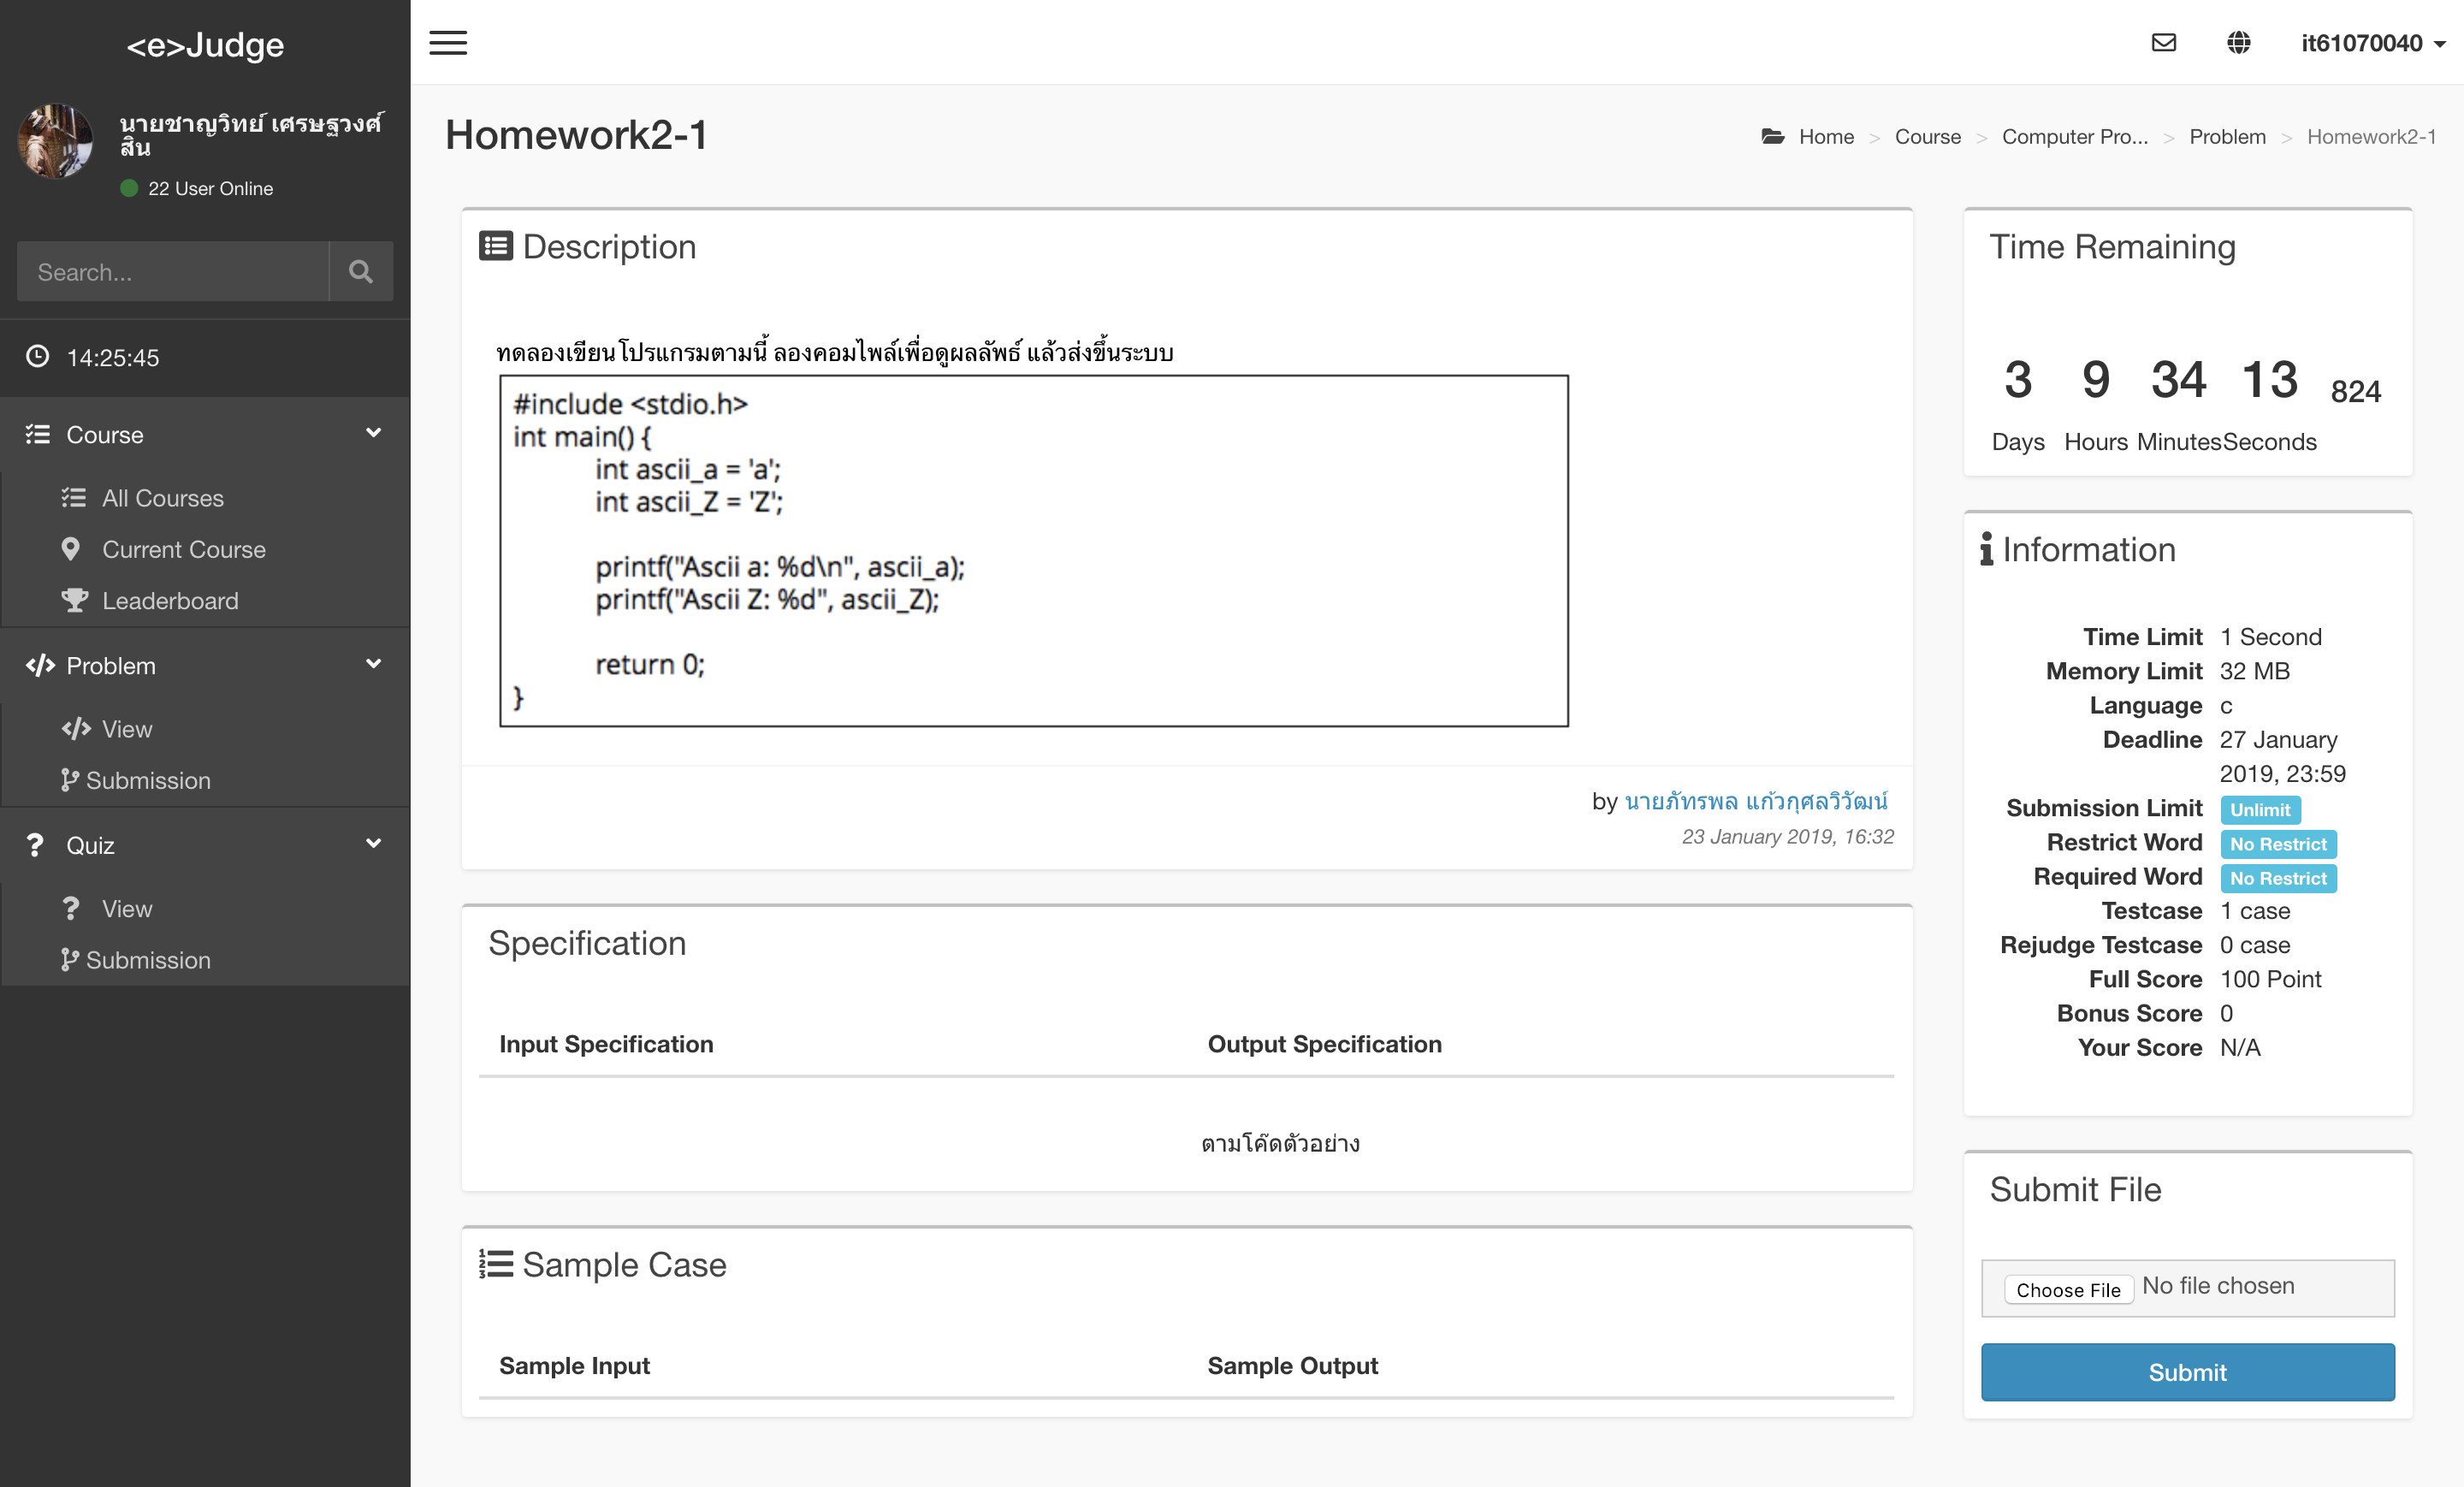 <e>Judge
นายชาญวิทย์ เศรษฐวงศ์
สิน
22 User Online
Search...
14:25:45
Course
All Courses
Current Course
Leaderboard
Problem
View
Submission
Quiz
View
Submission
it61070040
Homework2-1
Home > Course > Computer Pro... > Problem > Homework2-1
Description
ทดลองเขียนโปรแกรมตามนี้ ลองคอมไพล์เพื่อดูผลลัพธ์ แล้วส่งขึ้นระบบ
#include <stdio.h>
int main() {
int ascii_a = 'a';
int ascii_Z = 'Z';
printf("Ascii a: %d\n", ascii_a);
printf("Ascii Z: %d", ascii_Z);
return 0;
}
by นายภัทรพล แก้วกุศลวิวัฒน์
23 January 2019, 16:32
Specification
Input Specification Output Specification
ตามโค๊ดตัวอย่าง
Sample Case
Sample Input Sample Output
Time Remaining
3 9 34 13 824
Days Hours Minutes Seconds
Information
Time Limit 1 Second
Memory Limit 32 MB
Language c
Deadline 27 January
2019, 23:59
Submission Limit Unlimit
Restrict Word No Restrict
Required Word No Restrict
Testcase 1 case
Rejudge Testcase 0 case
Full Score 100 Point
Bonus Score 0
Your Score N/A
Submit File
Choose File No file chosen
Submit